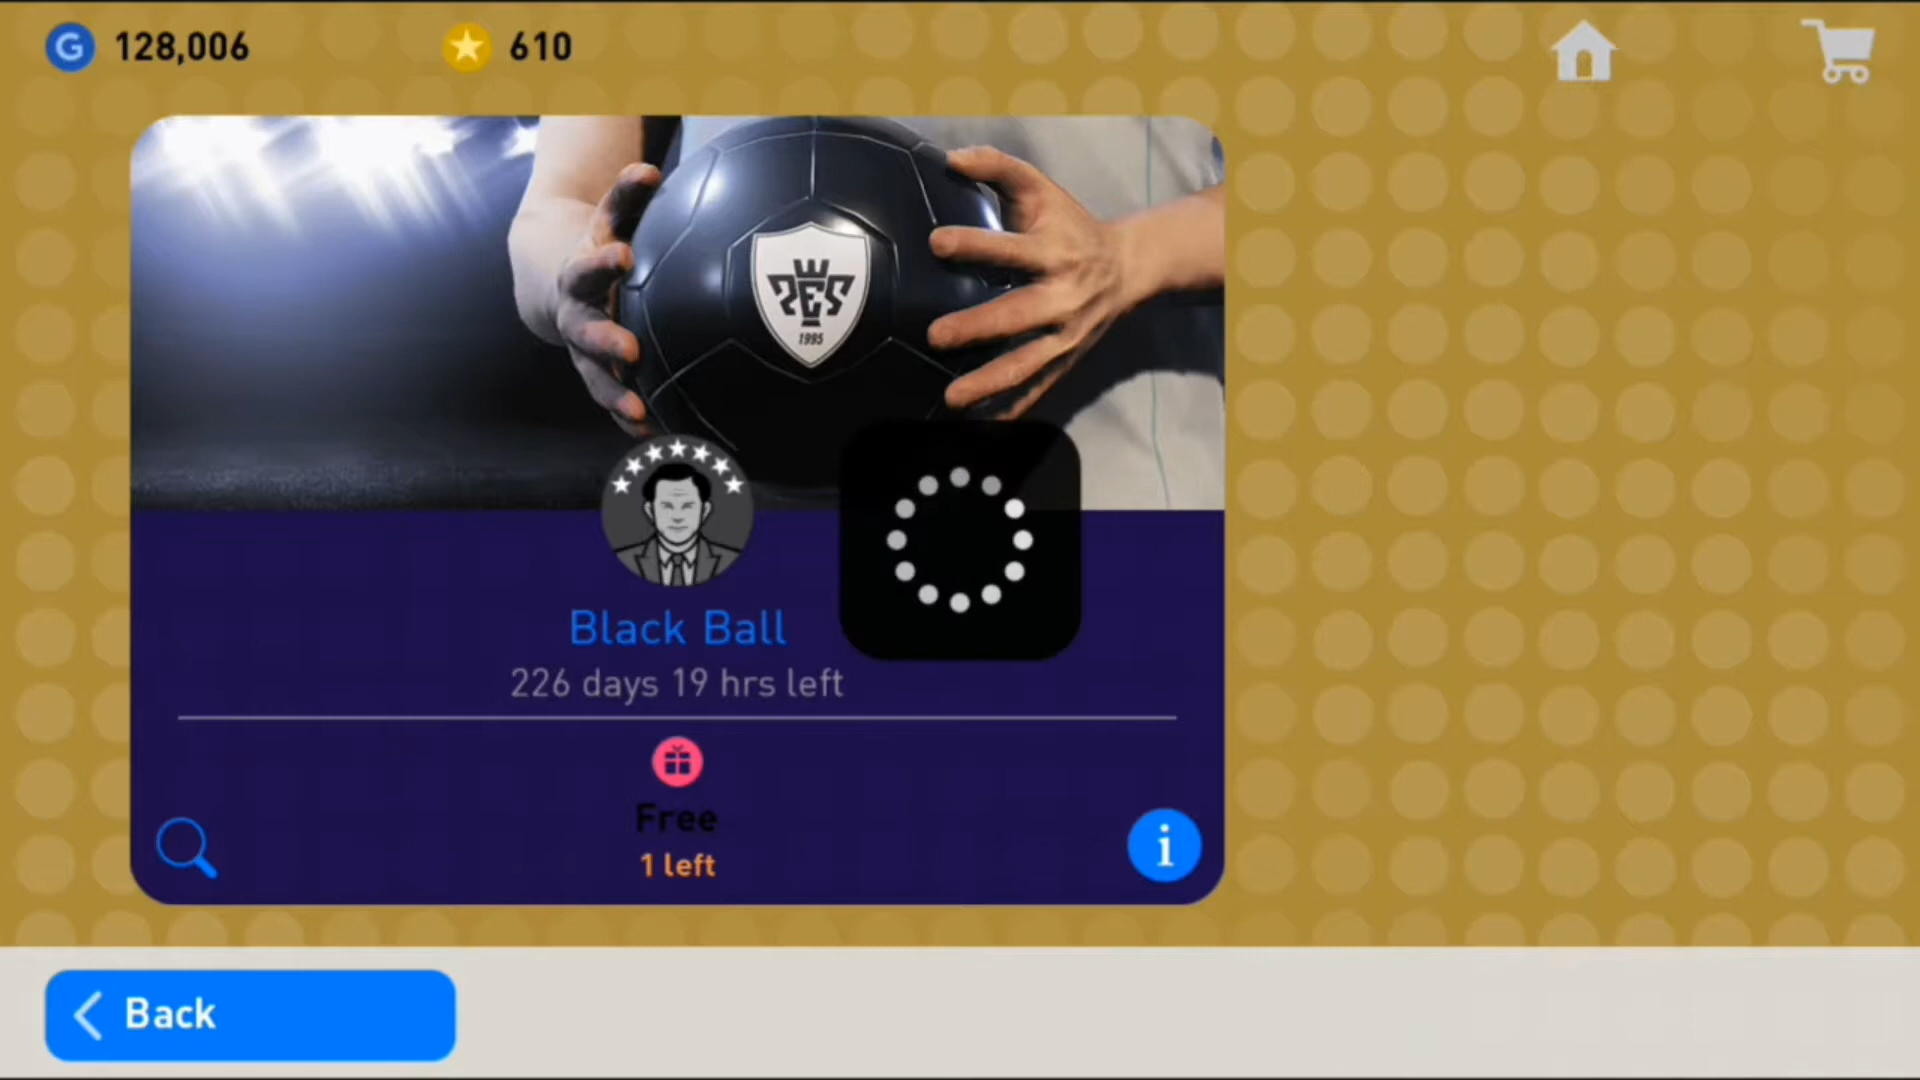 G 128,006
610
PES
1995
Black Ball
226 days 19 hrs left
Free
1 left
i
Back